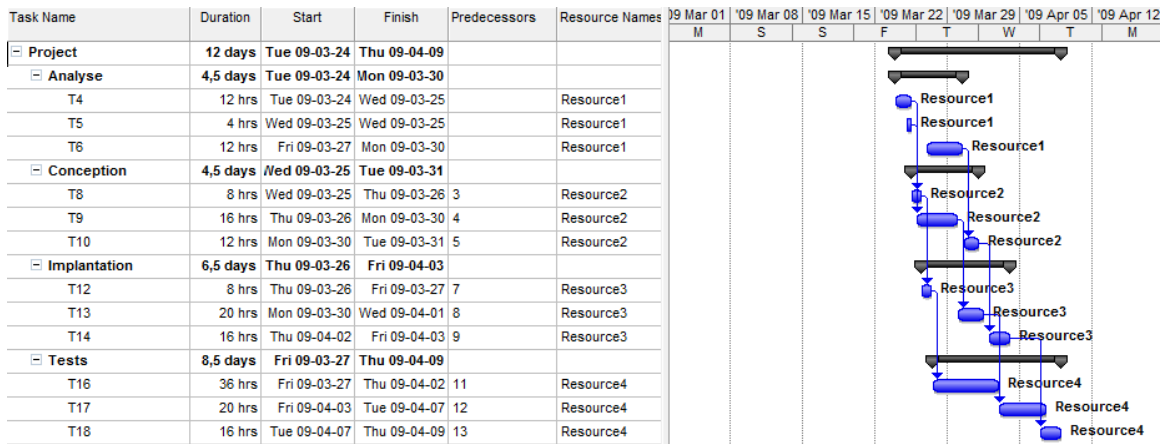 Task Name Duration Start Finish Predecessors Resource Names 09 Mar 01 '09 Mar 08 '09 Mar 15 '09 Mar 22 '09 Mar 29 '09 Apr 05 '09 Apr 12
M S S F T W T M
Project 12 days Tue 09-03-24 Thu 09-04-09
Analyse 4,5 days Tue 09-03-24 Mon 09-03-30
T4 12 hrs Tue 09-03-24 Wed 09-03-25 Resource1 Resource1
T5 4 hrs Wed 09-03-25 Wed 09-03-25 Resource1 Resource1
T6 12 hrs Fri 09-03-27 Mon 09-03-30 Resource1 Resource1
Conception 4,5 days Wed 09-03-25 Tue 09-03-31
T8 8 hrs Wed 09-03-25 Thu 09-03-26 3 Resource2 Resource2
T9 16 hrs Thu 09-03-26 Mon 09-03-30 4 Resource2 Resource2
T10 12 hrs Mon 09-03-30 Tue 09-03-31 5 Resource2 Resource2
Implantation 6,5 days Thu 09-03-26 Fri 09-04-03
T12 8 hrs Thu 09-03-26 Fri 09-03-27 7 Resource3 Resource3
T13 20 hrs Mon 09-03-30 Wed 09-04-01 8 Resource3 Resource3
T14 16 hrs Thu 09-04-02 Fri 09-04-03 9 Resource3 Resource3
Tests 8,5 days Fri 09-03-27 Thu 09-04-09
T16 36 hrs Fri 09-03-27 Thu 09-04-02 11 Resource4 Resource4
T17 20 hrs Fri 09-04-03 Tue 09-04-07 12 Resource4 Resource4
T18 16 hrs Tue 09-04-07 Thu 09-04-09 13 Resource4 Resource4